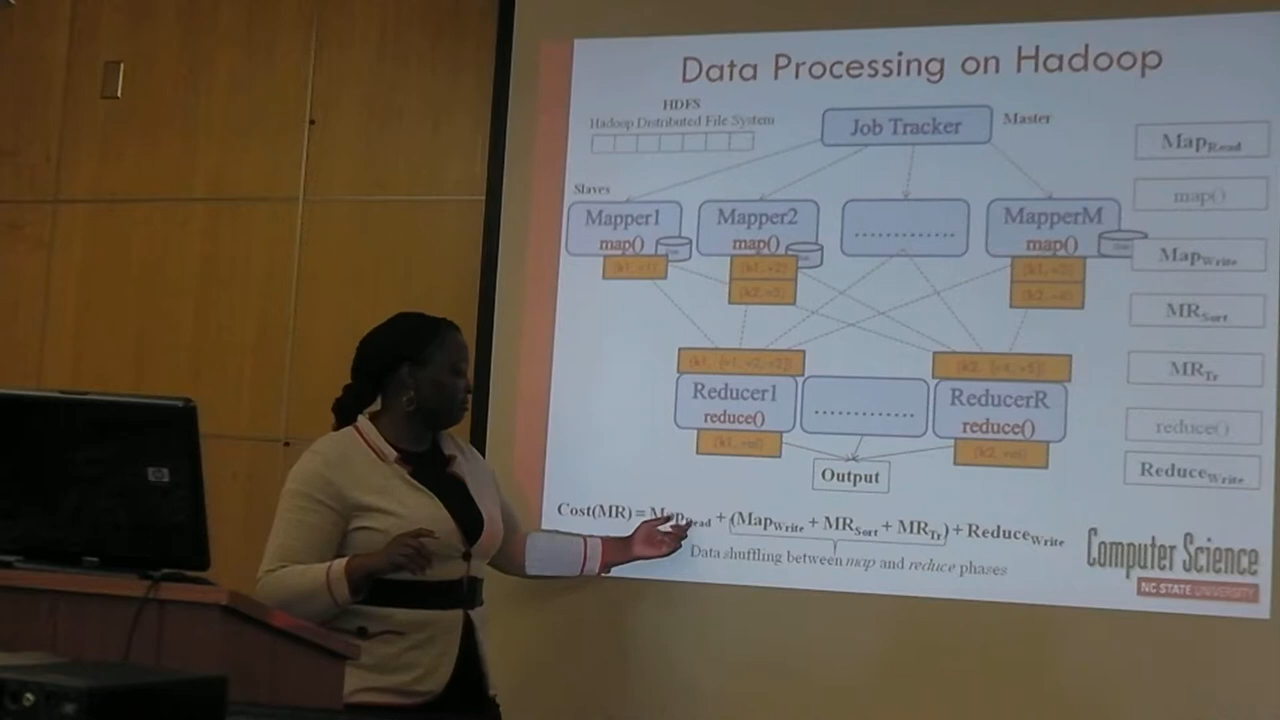 Data Processing on Hadoop
HDFS
Hadoop Distributed File System
Job Tracker
Master
Slaves
Mapper1
map()
Mapper2
map()
....................
MapperM
map()
Reducer1
reduce()
....................
ReducerR
reduce()
Output
MapRead
map()
MapWrite
MRSort
MRTr
reduce()
ReduceWrite
Cost(MR) = MapRead + (MapWrite + MRSort + MRTr) + ReduceWrite
Data shuffling between map and reduce phases
Computer Science
NC STATE UNIVERSITY
hp